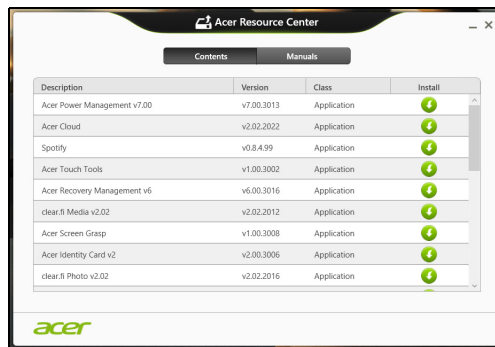 Acer Resource Center
Contents Manuals
Description Version Class Install
Acer Power Management v7.00 v7.00.3013 Application
Acer Cloud v2.02.2022 Application
Spotify v0.8.4.99 Application
Acer Touch Tools v1.00.3002 Application
Acer Recovery Management v6 v6.00.3016 Application
clear.fi Media v2.02 v2.02.2012 Application
Acer Screen Grasp v1.00.3008 Application
Acer Identity Card v2 v2.00.3006 Application
clear.fi Photo v2.02 v2.02.2016 Application
acer